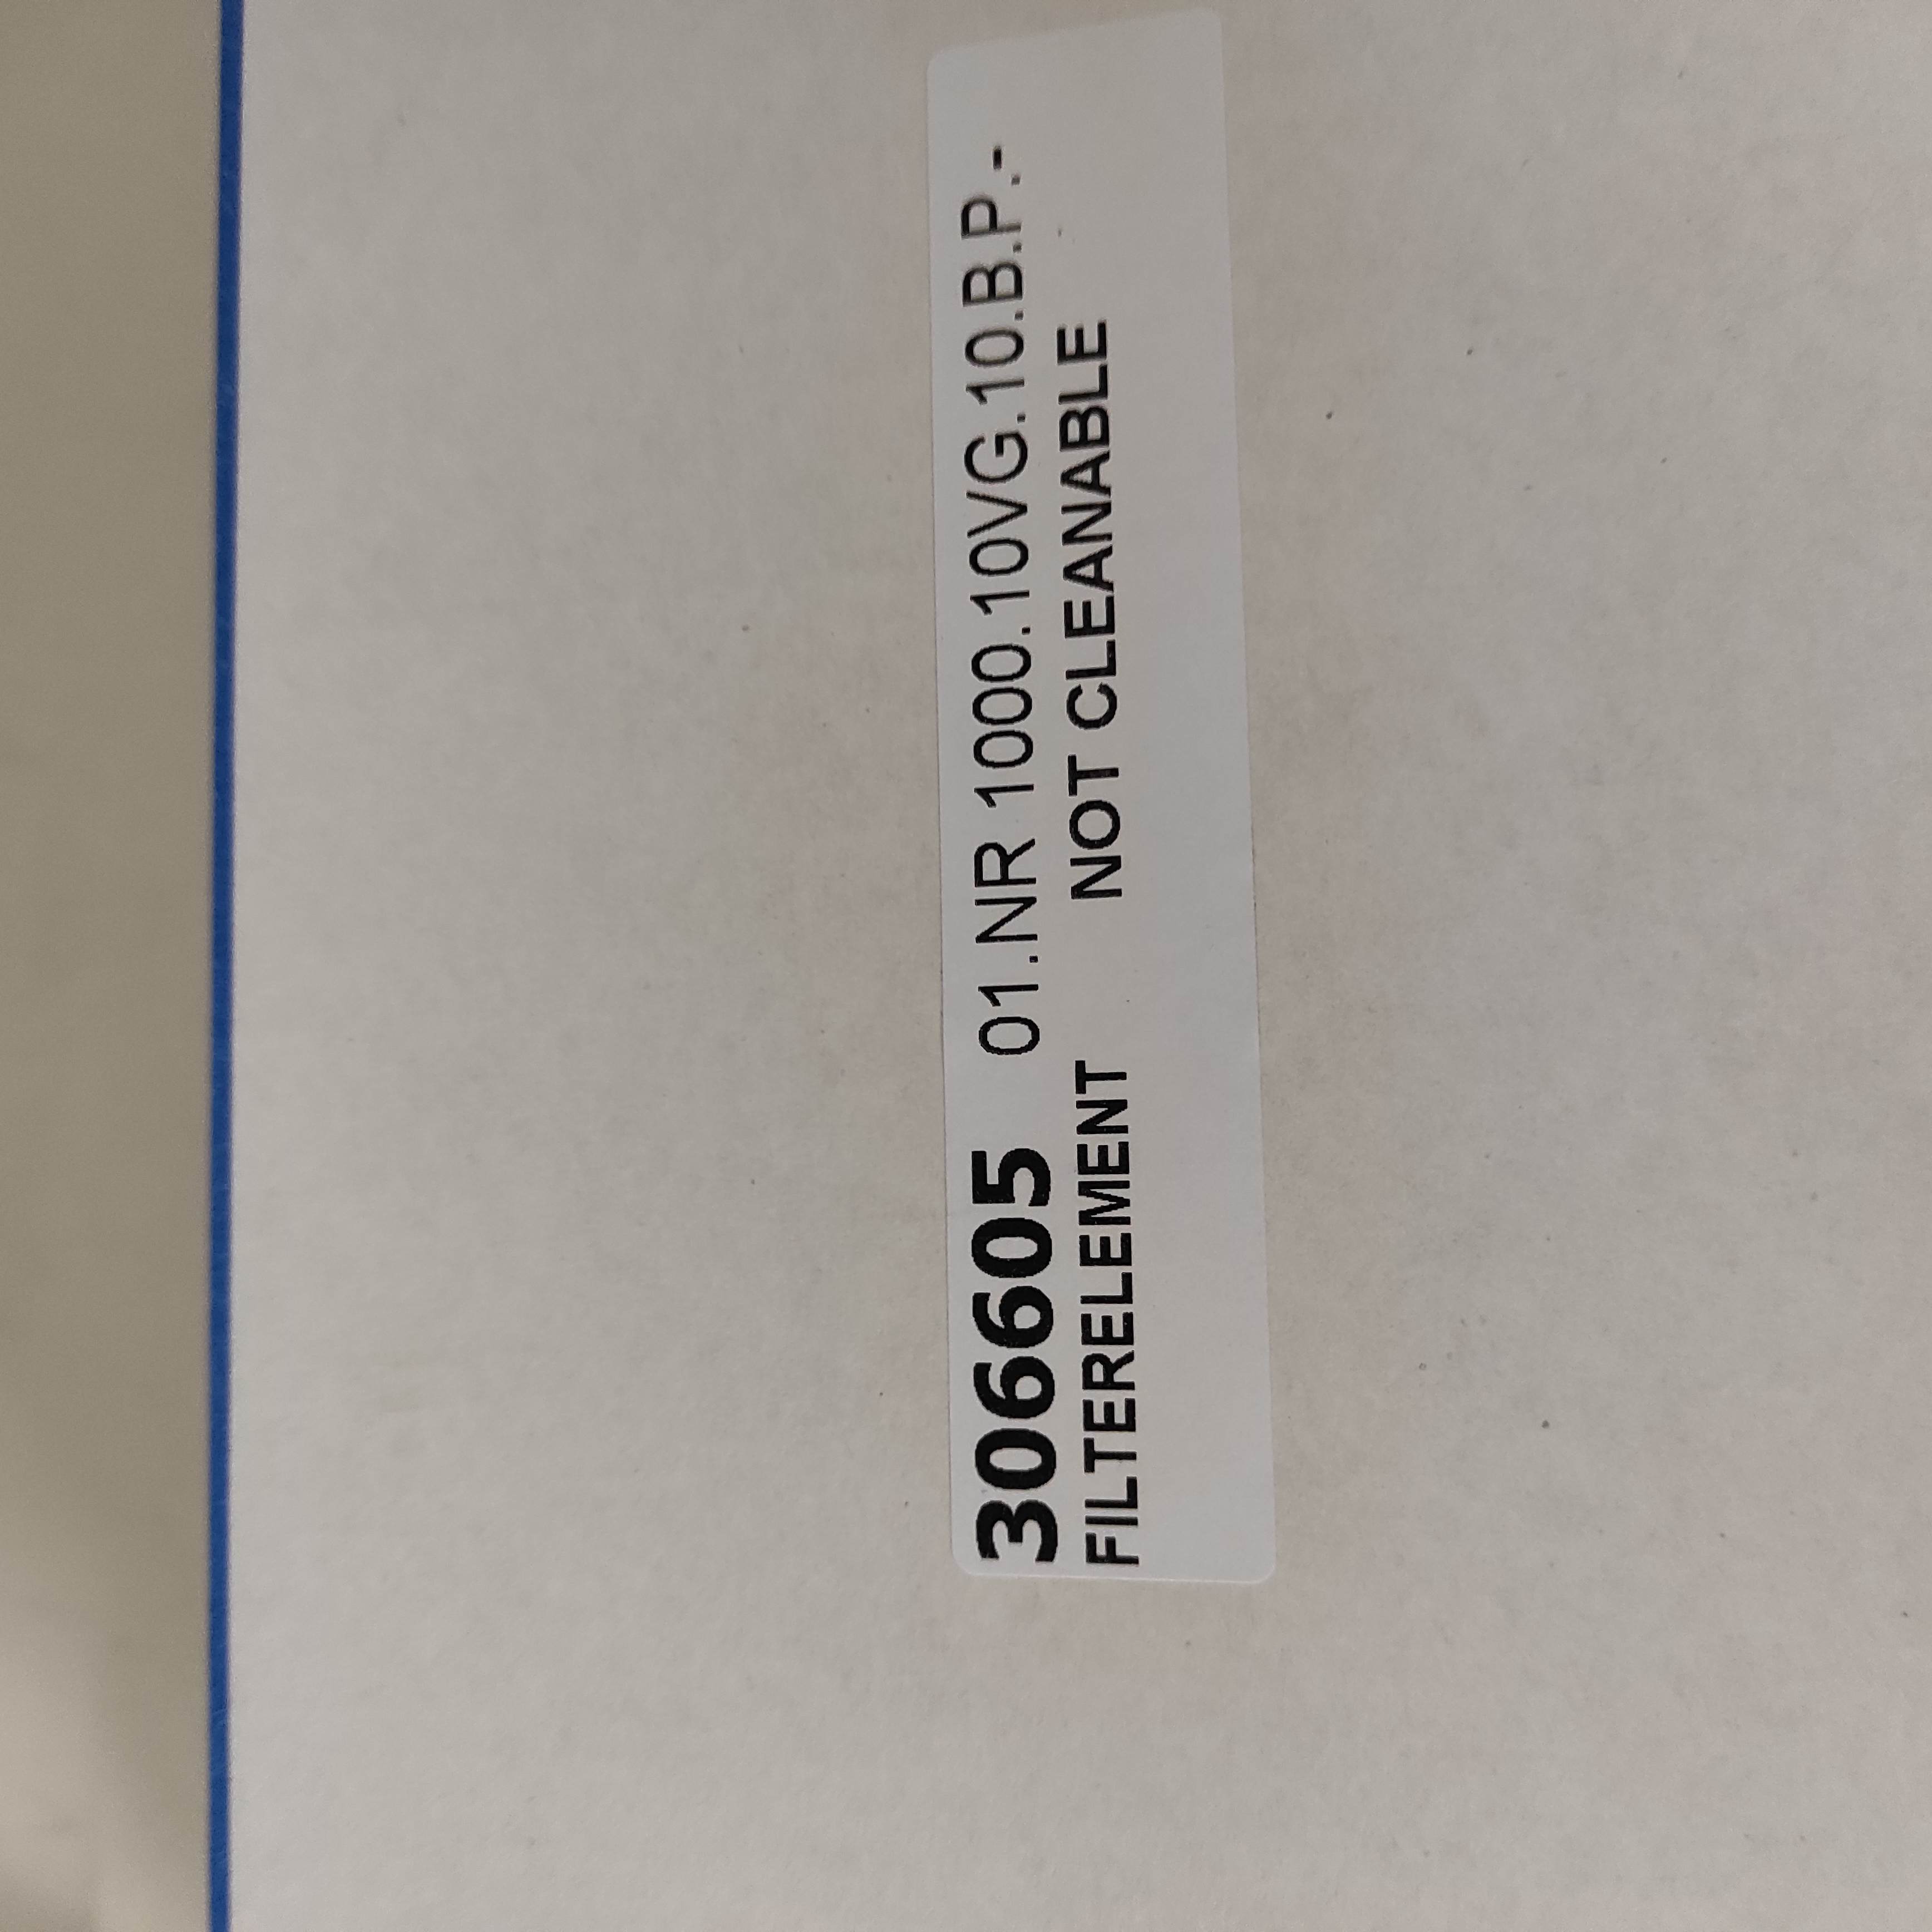 306605 01.NR 1000.10VG.10.B.P.-
FILTERELEMENT NOT CLEANABLE